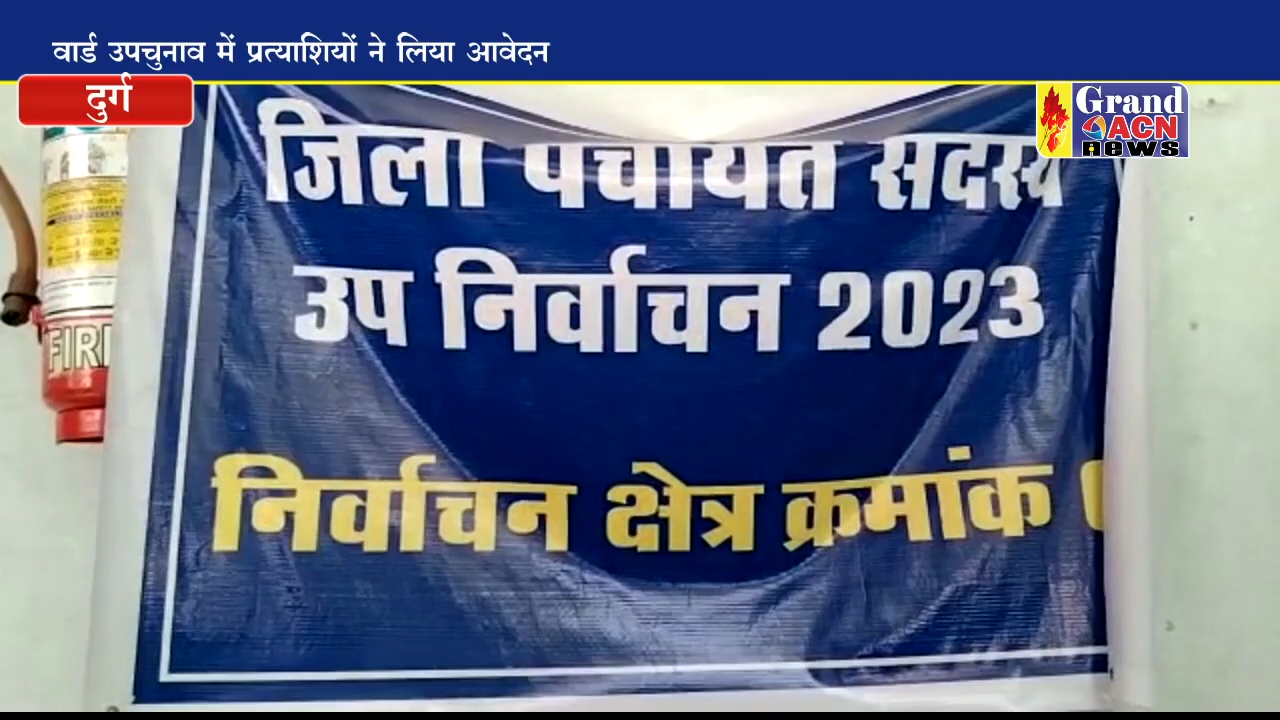 वार्ड उपचुनाव में प्रत्याशियों ने लिया आवेदन
दुर्ग
Grand
ACN
news
जिला पंचायत सदस्य
उप निर्वाचन 2023
निर्वाचन क्षेत्र क्रमांक
FIRE